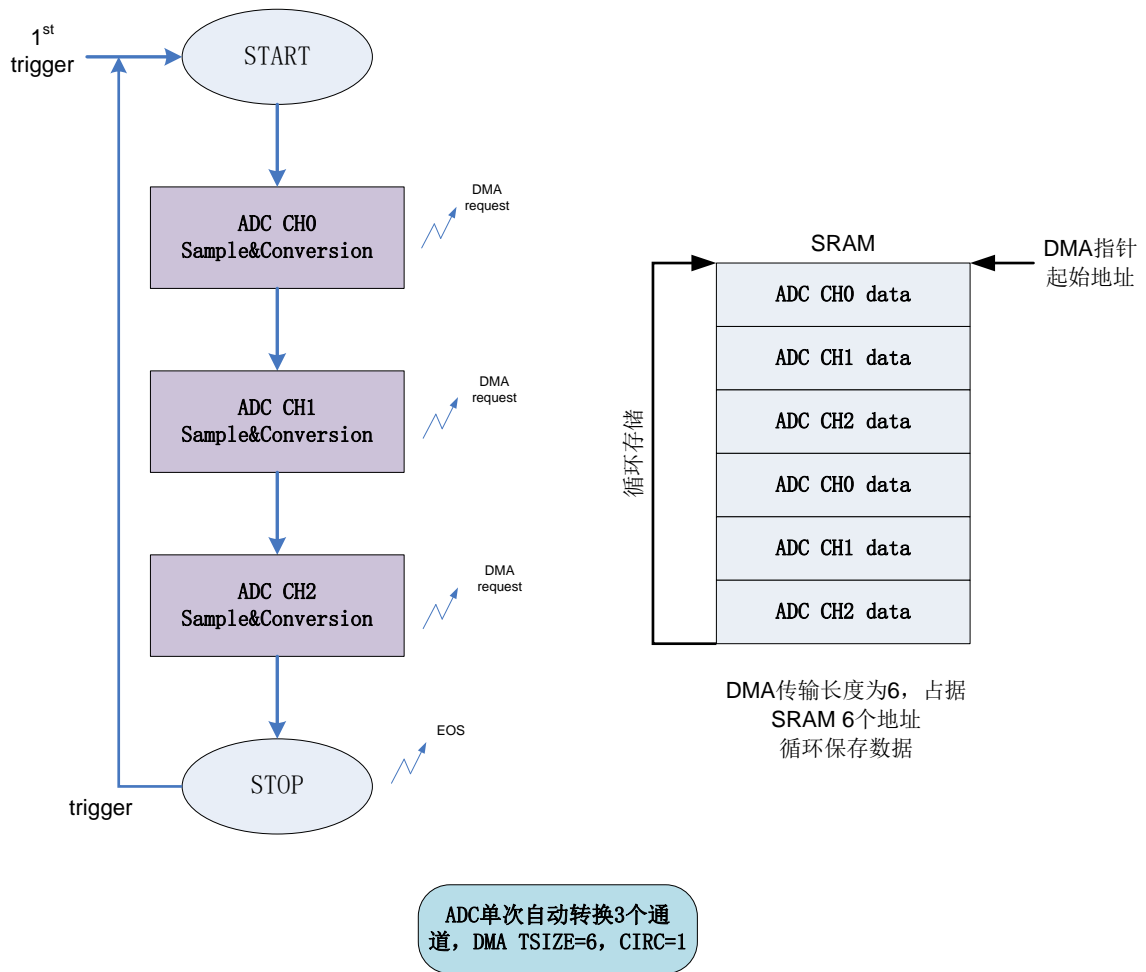 1st
trigger
START
ADC CH0
Sample&Conversion
DMA
request
ADC CH1
Sample&Conversion
DMA
request
ADC CH2
Sample&Conversion
DMA
request
STOP
EOS
trigger
SRAM
DMA指针
起始地址
ADC CH0 data
ADC CH1 data
ADC CH2 data
ADC CH0 data
ADC CH1 data
ADC CH2 data
循环存储
DMA传输长度为6，占据
SRAM 6个地址
循环保存数据
ADC单次自动转换3个通
道，DMA TSIZE=6，CIRC=1